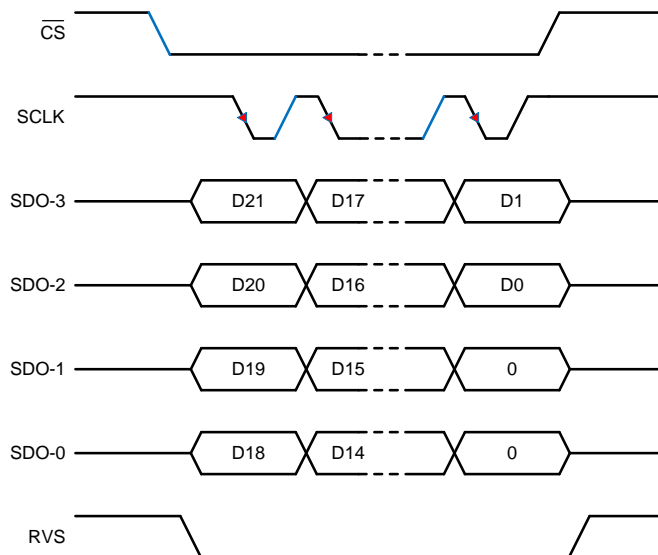 C̅S̅
SCLK
SDO-3 D21 D17 D1
SDO-2 D20 D16 D0
SDO-1 D19 D15 0
SDO-0 D18 D14 0
RVS